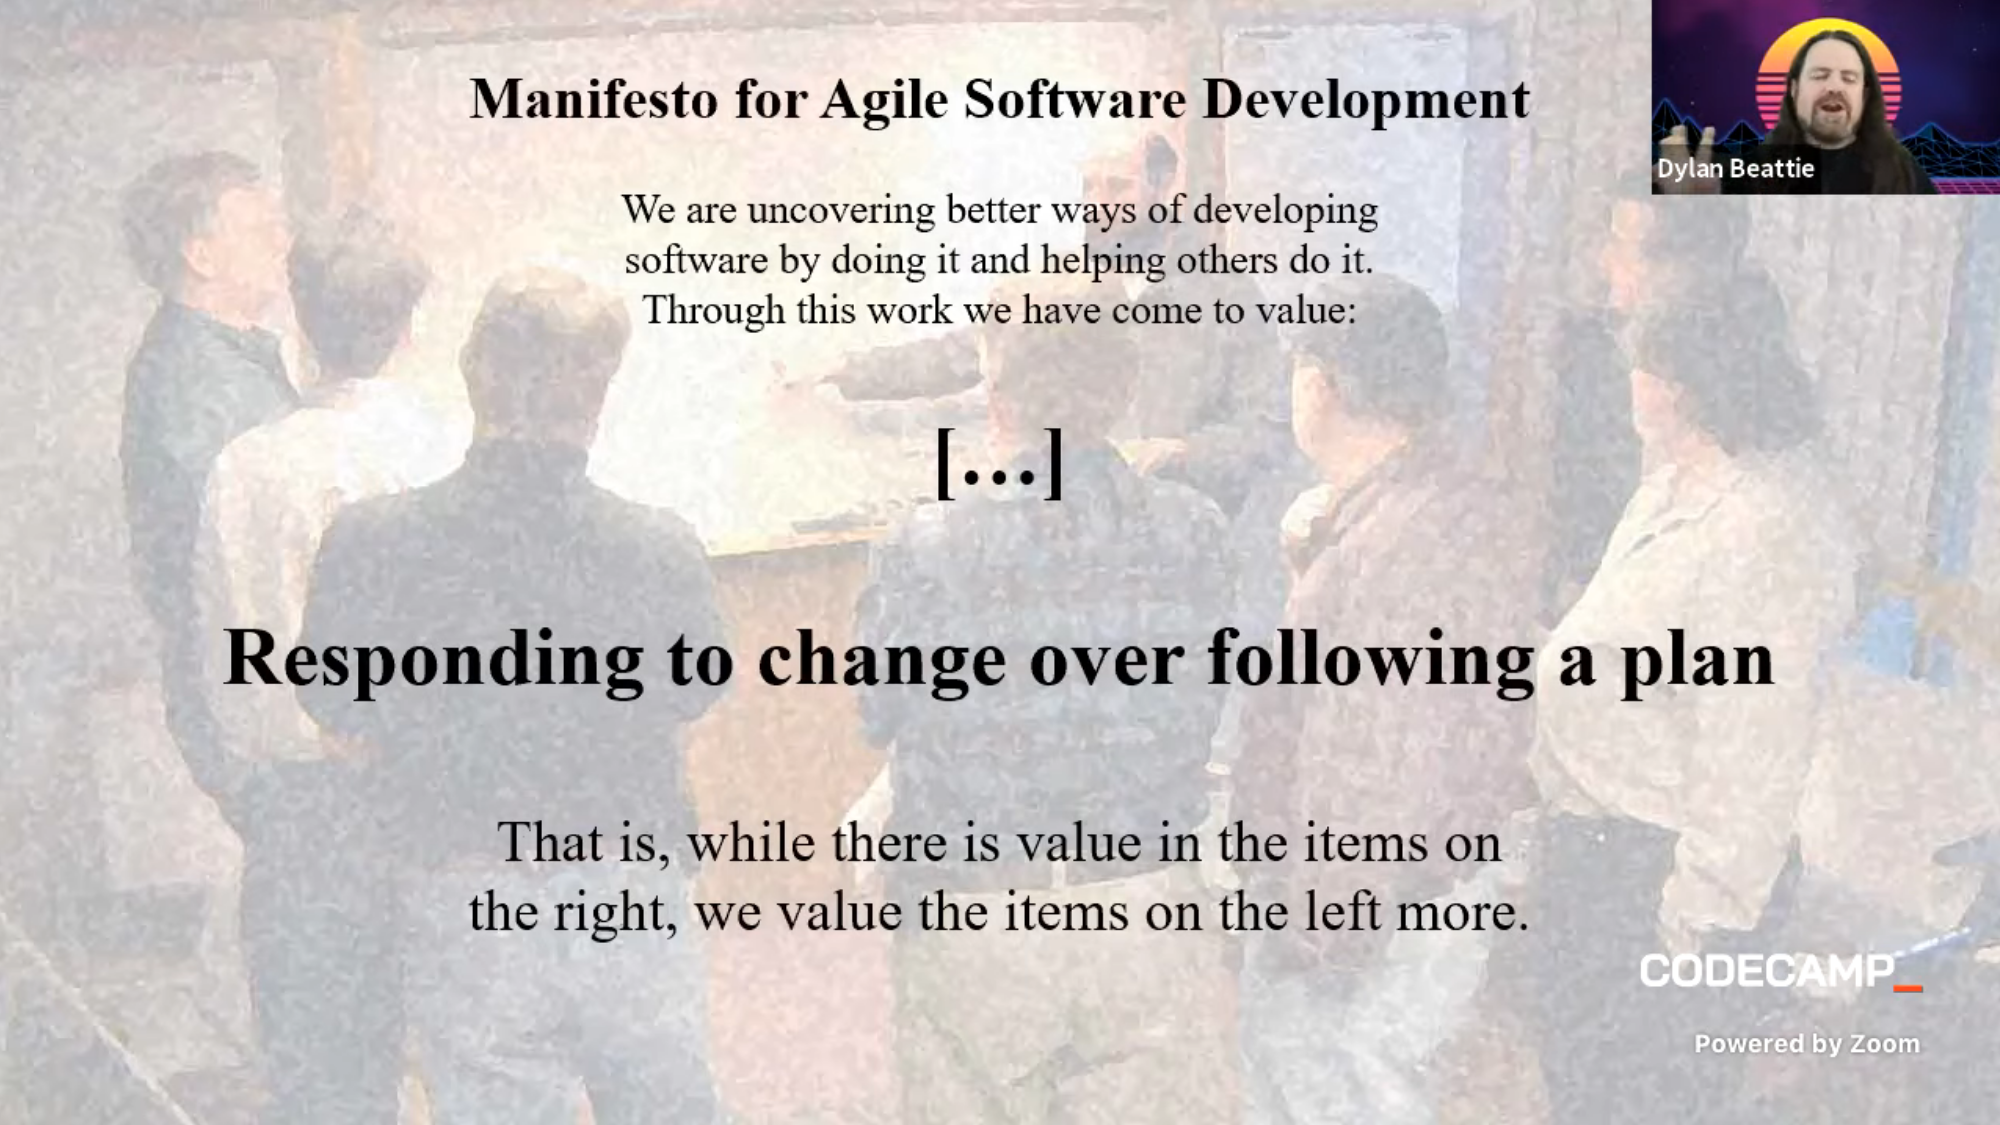 Manifesto for Agile Software Development
Dylan Beattie
We are uncovering better ways of developing
software by doing it and helping others do it.
Through this work we have come to value:
[...]
Responding to change over following a plan
That is, while there is value in the items on
the right, we value the items on the left more.
CODECAMP_
Powered by Zoom